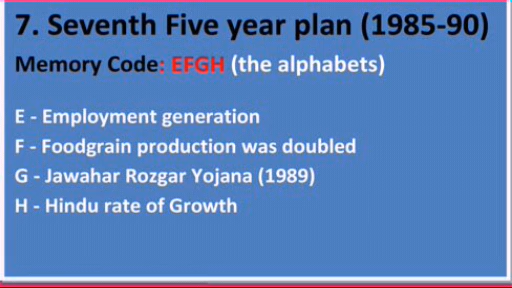 7. Seventh Five year plan (1985-90)
Memory Code: EFGH (the alphabets)
E - Employment generation
F - Foodgrain production was doubled
G - Jawahar Rozgar Yojana (1989)
H - Hindu rate of Growth